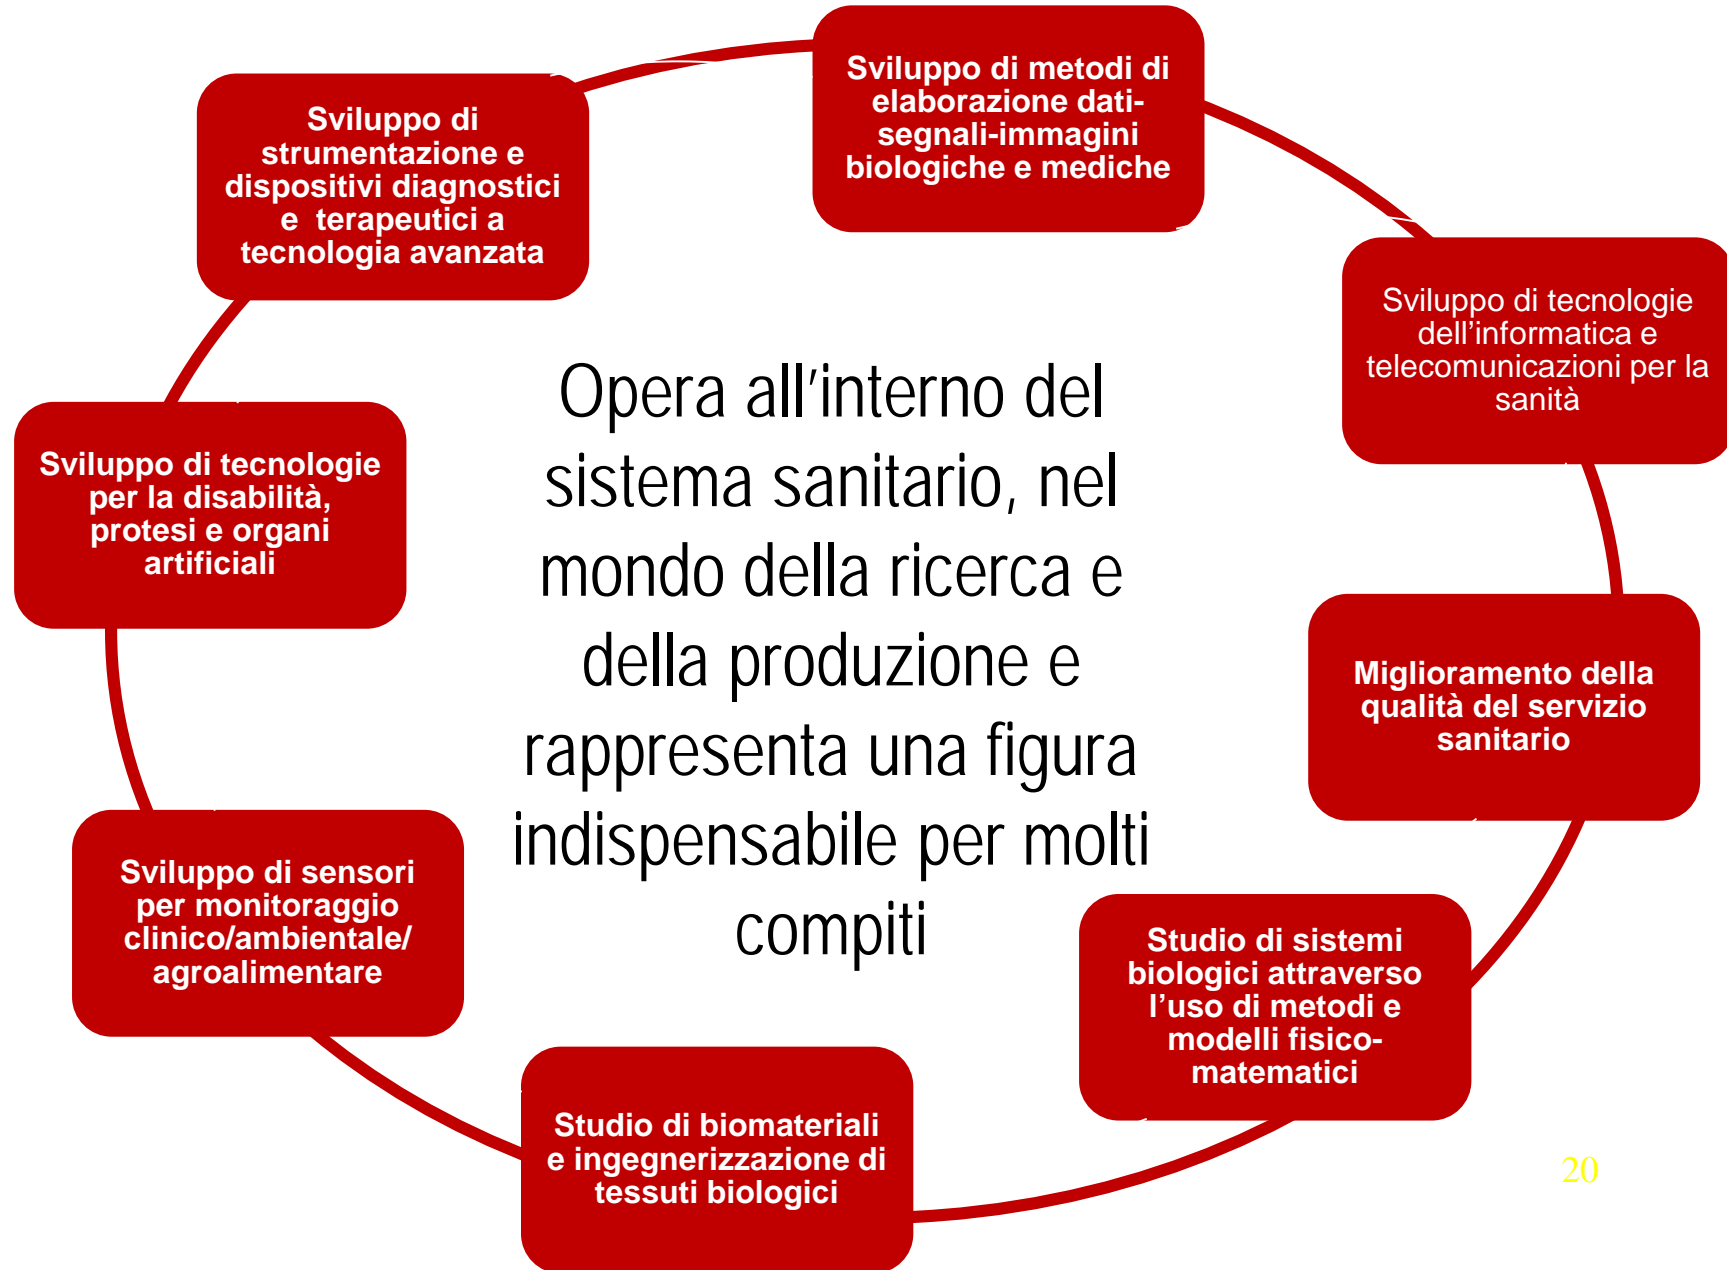 Sviluppo di metodi di
elaborazione dati-
segnali-immagini
biologiche e mediche
Sviluppo di tecnologie
dell’informatica e
telecomunicazioni per la
sanità
Miglioramento della
qualità del servizio
sanitario
Studio di sistemi
biologici attraverso
l’uso di metodi e
modelli fisico-
matematici
Studio di biomateriali
e ingegnerizzazione di
tessuti biologici
Sviluppo di sensori
per monitoraggio
clinico/ambientale/
agroalimentare
Sviluppo di tecnologie
per la disabilità,
protesi e organi
artificiali
Sviluppo di
strumentazione e
dispositivi diagnostici
e terapeutici a
tecnologia avanzata
Opera all’interno del
sistema sanitario, nel
mondo della ricerca e
della produzione e
rappresenta una figura
indispensabile per molti
compiti
20